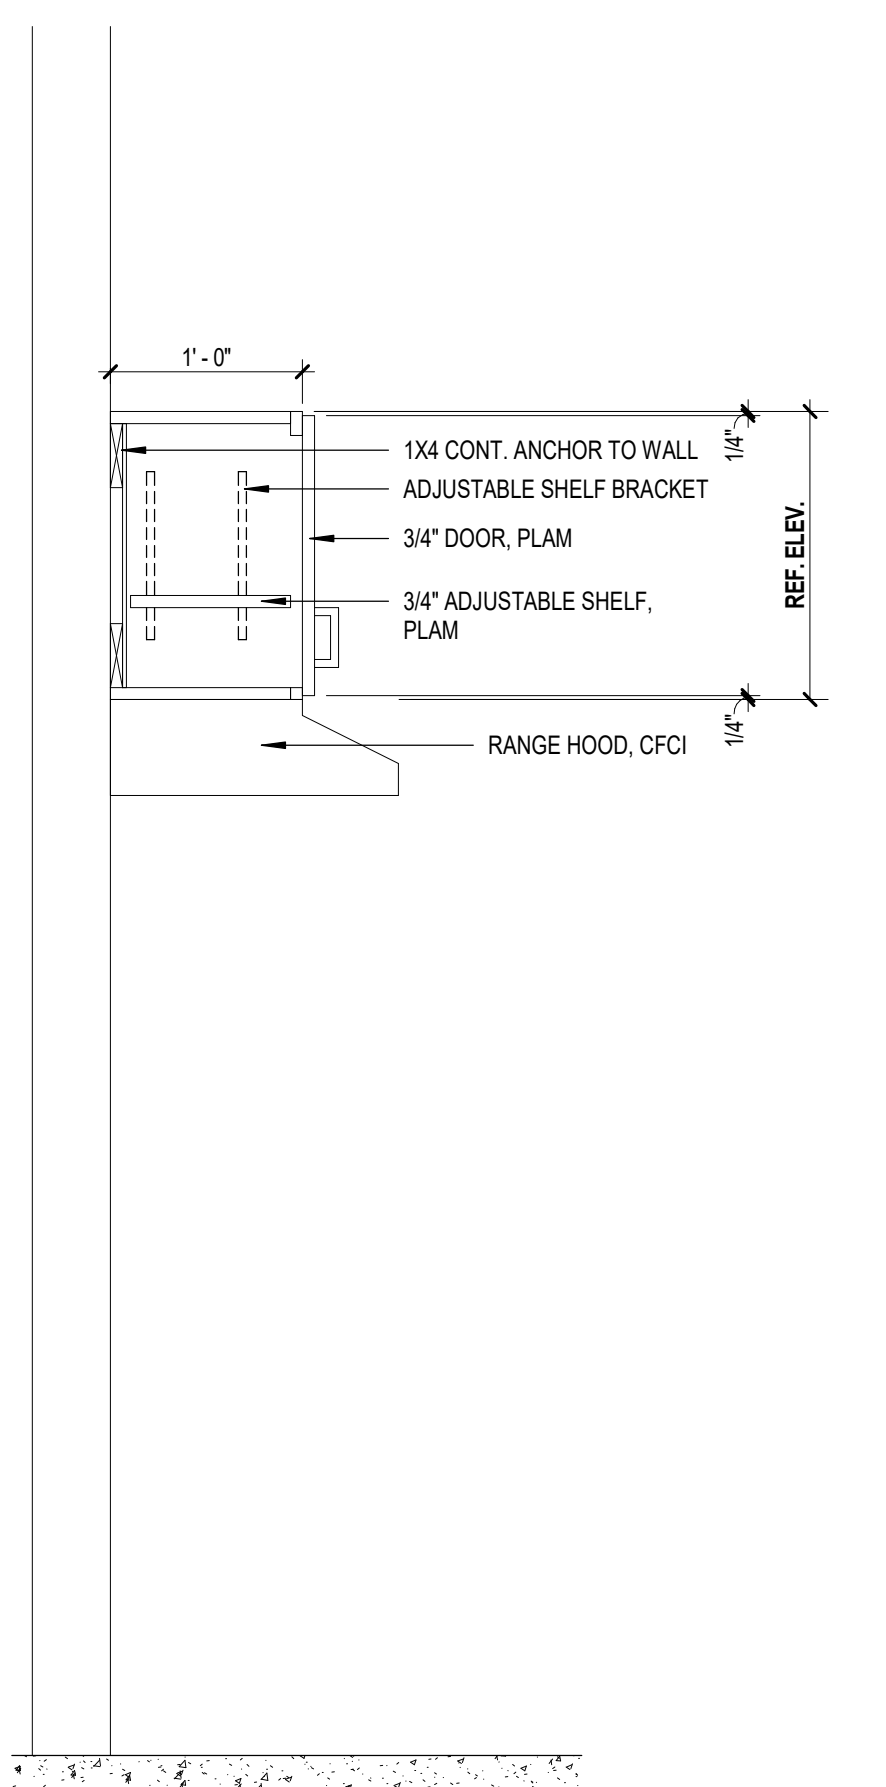 1' - 0"
1/4"
1X4 CONT. ANCHOR TO WALL
ADJUSTABLE SHELF BRACKET
3/4" DOOR, PLAM
REF. ELEV.
3/4" ADJUSTABLE SHELF,
PLAM
1/4"
RANGE HOOD, CFCI